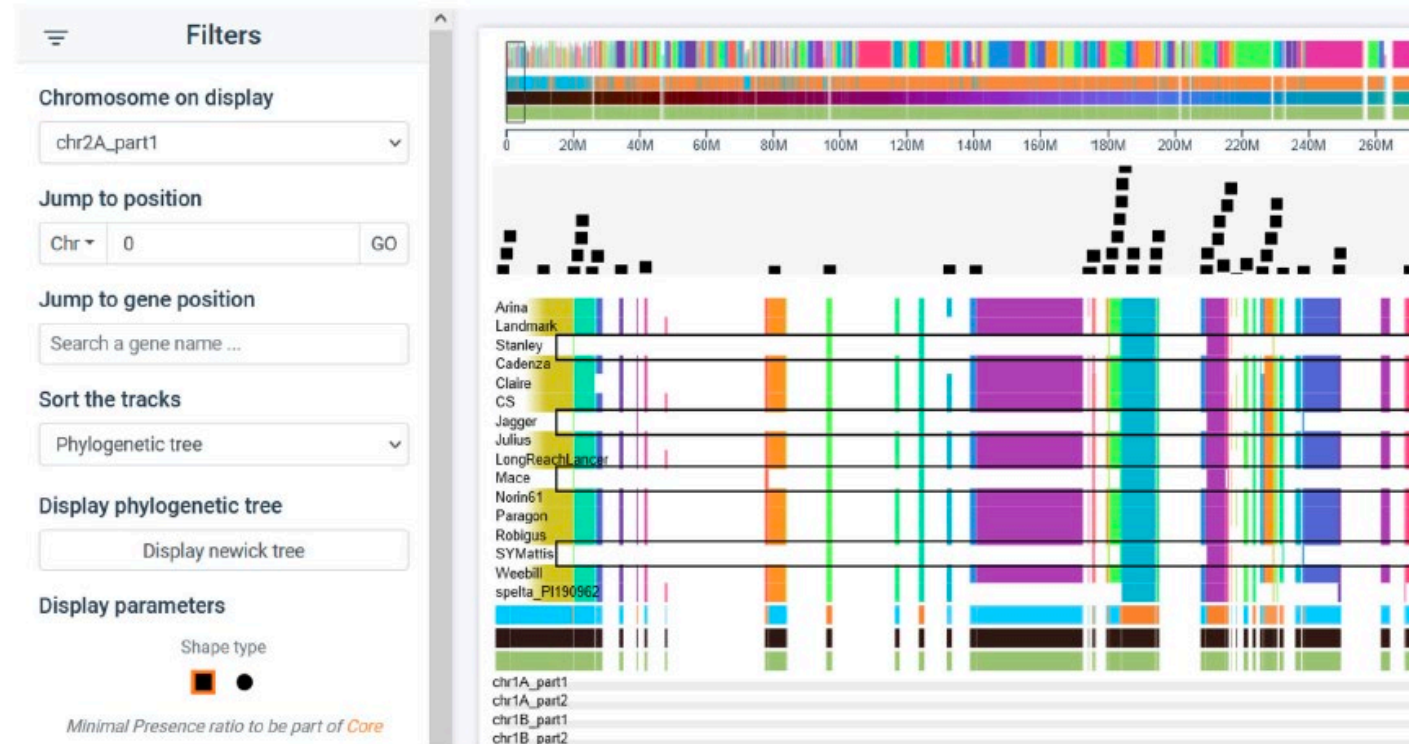 Filters
Chromosome on display
chr2A_part1
Jump to position
Chr 0 GO
Jump to gene position
Search a gene name ...
Sort the tracks
Phylogenetic tree
Display phylogenetic tree
Display newick tree
Display parameters
Shape type
Minimal Presence ratio to be part of Core
0 20M 40M 60M 80M 100M 120M 140M 160M 180M 200M 220M 240M 260M
Arina
Landmark
Stanley
Cadenza
Claire
CS
Jagger
Julius
LongReachLancer
Mace
Norin61
Paragon
Robigus
SYMattis
Weebill
spelta_PI190962
chr1A_part1
chr1A_part2
chr1B_part1
chr1B_part2